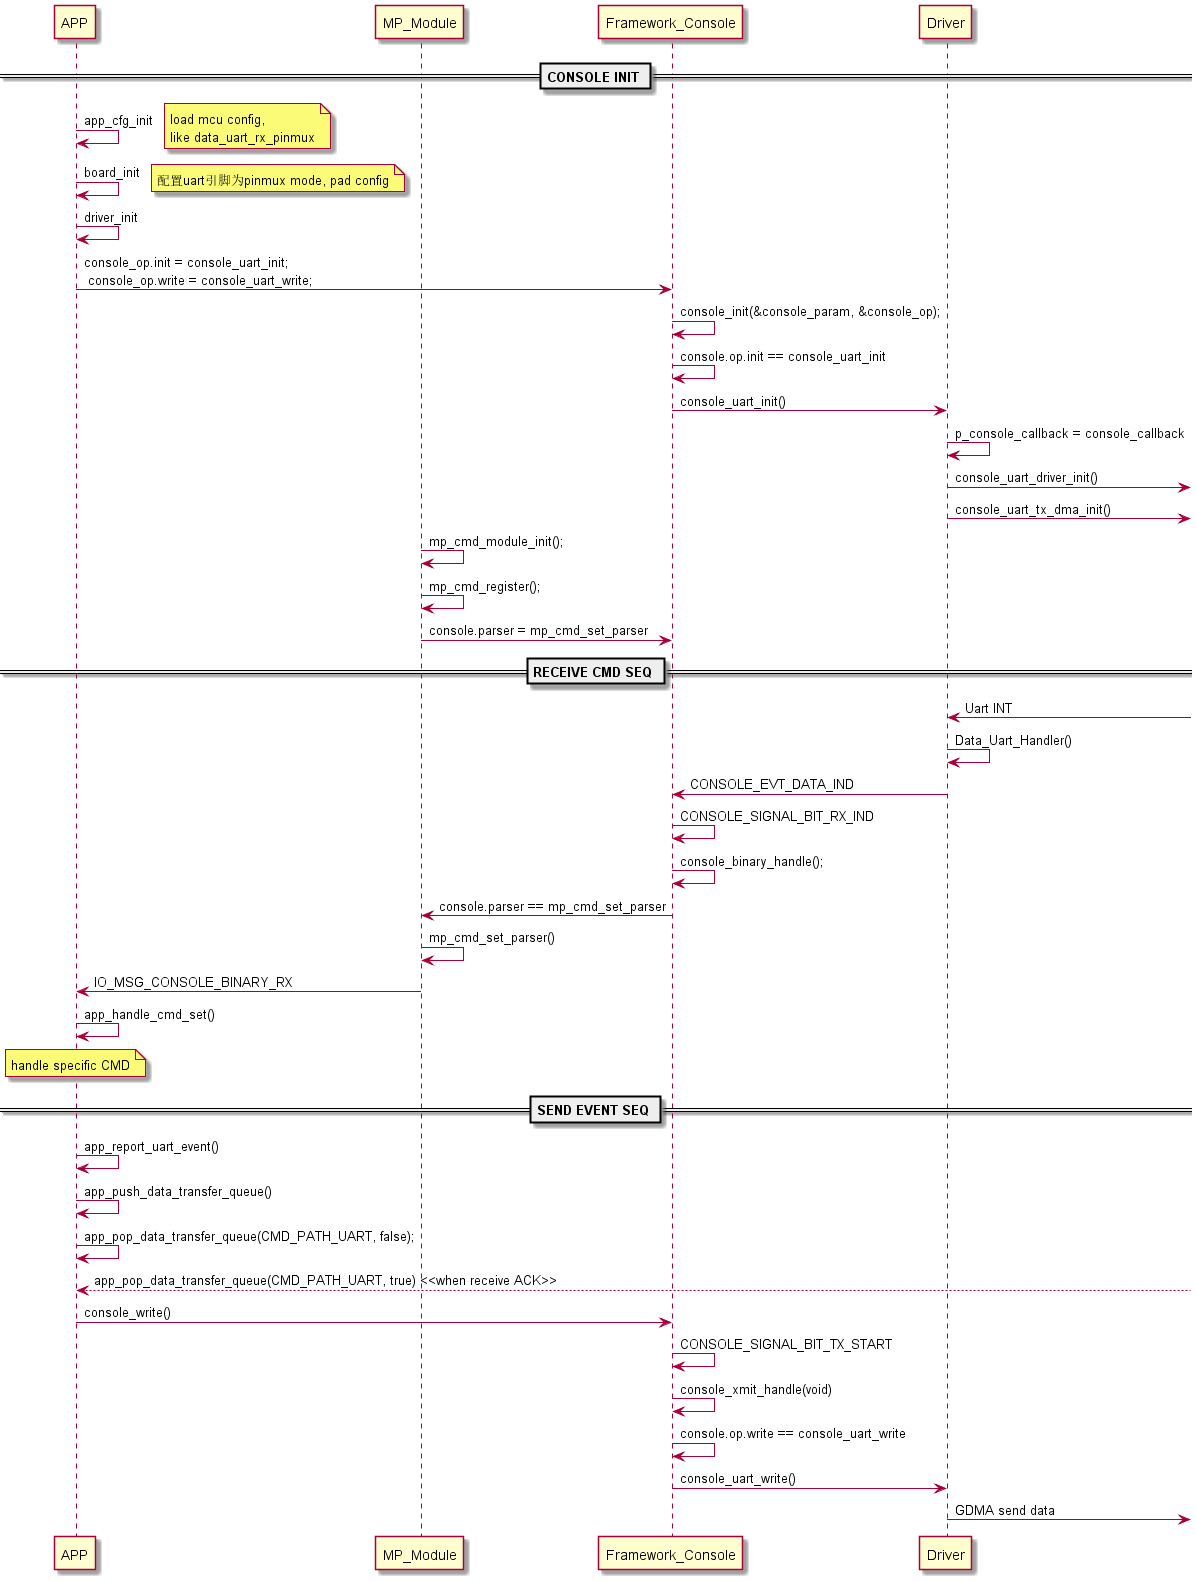 APP
MP_Module
Framework_Console
Driver
CONSOLE INIT
app_cfg_init
load mcu config,
like data_uart_rx_pinmux
board_init
配置uart引脚为pinmux mode, pad config
driver_init
console_op.init = console_uart_init;
console_op.write = console_uart_write;
console_init(&console_param, &console_op);
console.op.init == console_uart_init
console_uart_init()
p_console_callback = console_callback
console_uart_driver_init()
console_uart_tx_dma_init()
mp_cmd_module_init();
mp_cmd_register();
console.parser = mp_cmd_set_parser
RECEIVE CMD SEQ
Uart INT
Data_Uart_Handler()
CONSOLE_EVT_DATA_IND
CONSOLE_SIGNAL_BIT_RX_IND
console_binary_handle();
console.parser == mp_cmd_set_parser
mp_cmd_set_parser()
IO_MSG_CONSOLE_BINARY_RX
app_handle_cmd_set()
handle specific CMD
SEND EVENT SEQ
app_report_uart_event()
app_push_data_transfer_queue()
app_pop_data_transfer_queue(CMD_PATH_UART, false);
app_pop_data_transfer_queue(CMD_PATH_UART, true) <<when receive ACK>>
console_write()
CONSOLE_SIGNAL_BIT_TX_START
console_xmit_handle(void)
console.op.write == console_uart_write
console_uart_write()
GDMA send data
APP
MP_Module
Framework_Console
Driver